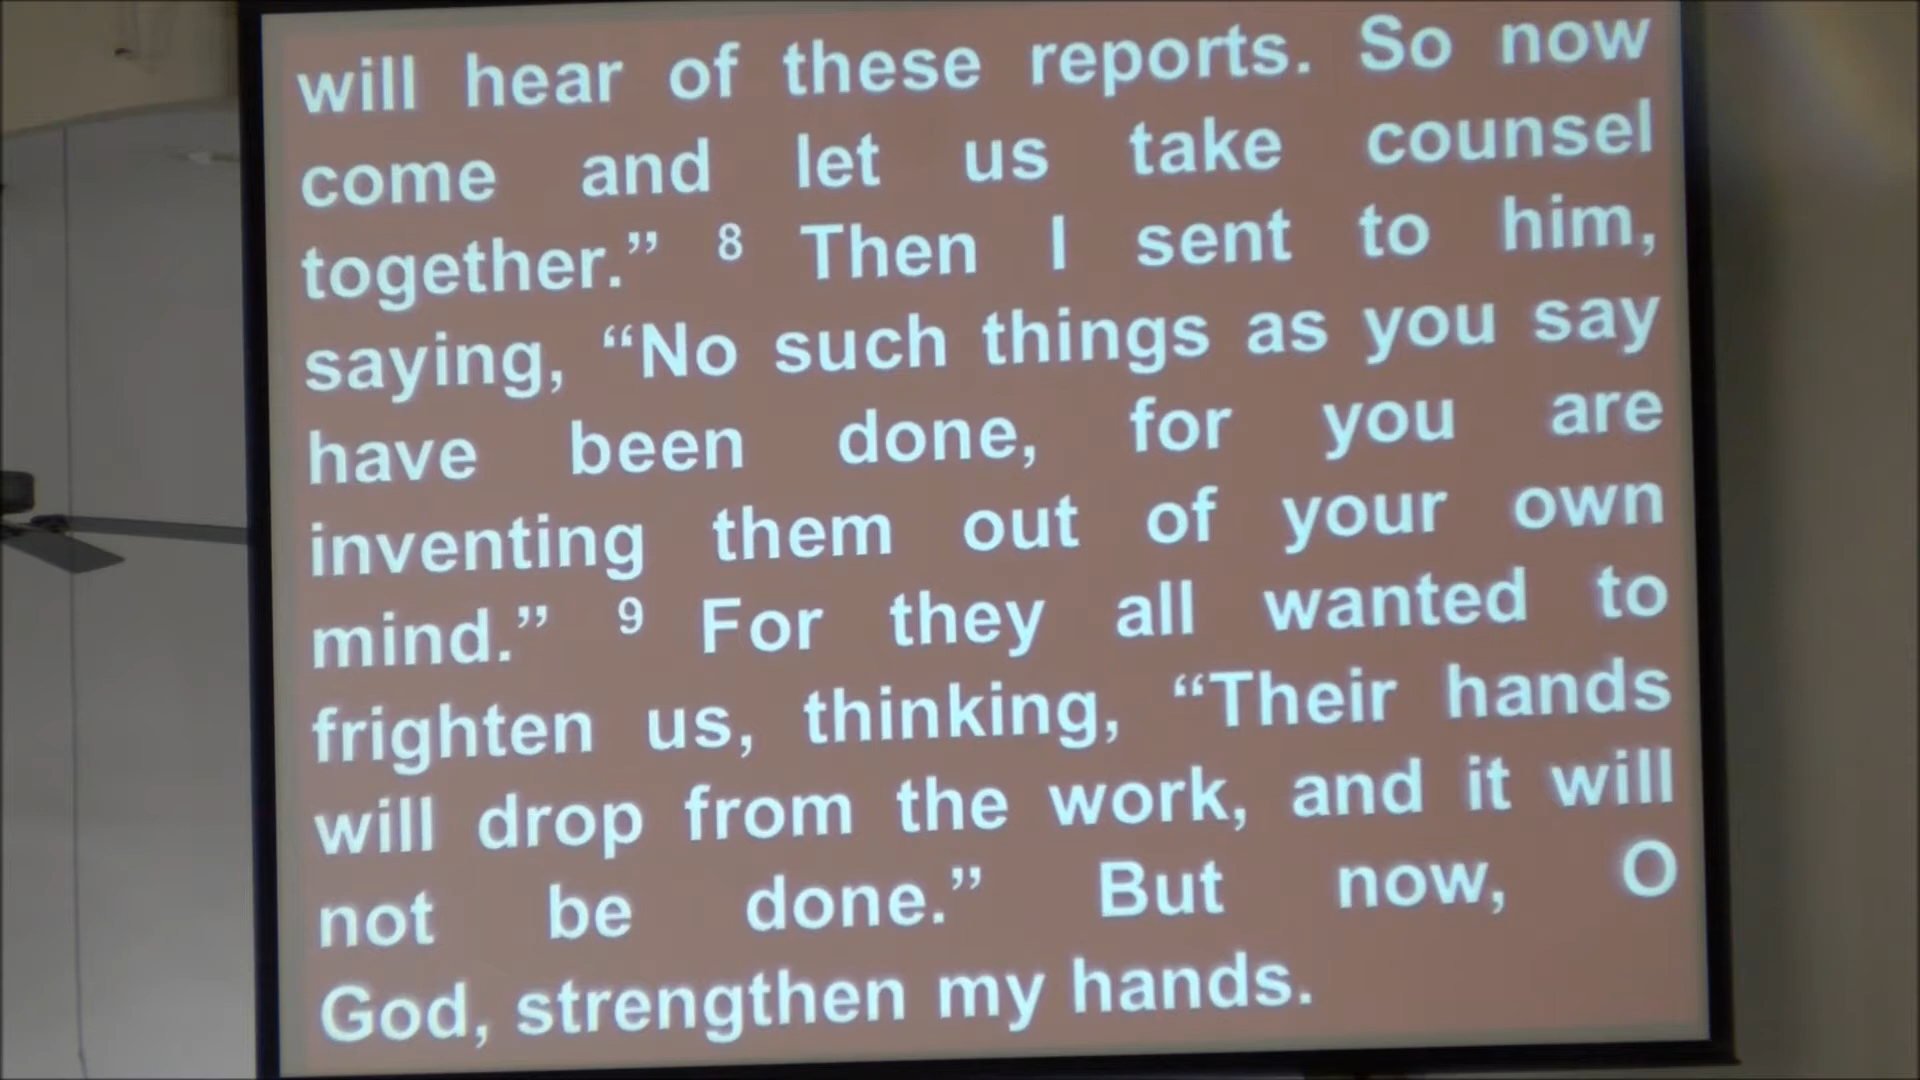 will hear of these reports. So now
come and let us take counsel
together.” 8 Then I sent to him,
saying, “No such things as you say
have been done, for you are
inventing them out of your own
mind.” 9 For they all wanted to
frighten us, thinking, “Their hands
will drop from the work, and it will
not be done.” But now, O
God, strengthen my hands.